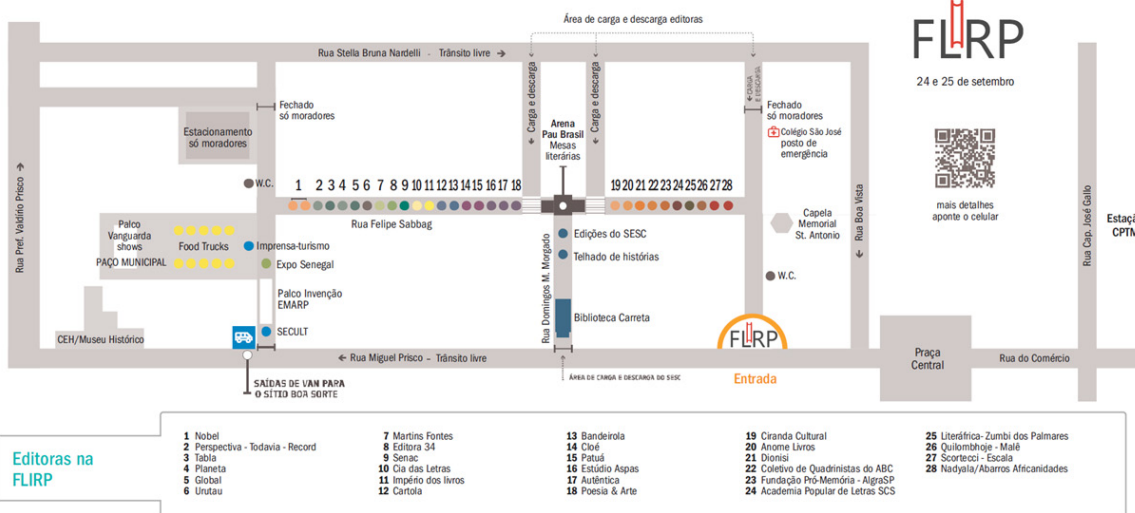 Área de carga e descarga editoras
FLIRP
24 e 25 de setembro
mais detalhes
aponte o celular
Rua Stella Bruna Nardelli - Trânsito livre →
Rua Pref. Valdírio Prisco →
Fechado
só moradores
Estacionamento
só moradores
W.C.
Carga e descarga
Arena
Pau Brasil
Mesas
literárias
Carga e descarga
CARGA
E DESCARGA
Fechado
só moradores
Colégio São José
posto de
emergência
1 2 3 4 5 6 7 8 9 10 11 12 13 14 15 16 17 18
19 20 21 22 23 24 25 26 27 28
Rua Felipe Sabbag
Palco
Vanguarda
shows
PAÇO MUNICIPAL
Food Trucks
Imprensa-turismo
Expo Senegal
Palco Invenção
EMARP
SECULT
CEH/Museu Histórico
Edições do SESC
Telhado de histórias
Rua Domingos M. Morgado
Biblioteca Carreta
Capela
Memorial
St. Antonio
W.C.
← Rua Boa Vista
Rua Cap. José Gallo
Estaçã
CPTM
FLIRP
Entrada
← Rua Miguel Prisco - Trânsito livre
ÁREA DE CARGA E DESCARGA DO SESC
SAÍDAS DE VAN PARA
O SÍTIO BOA SORTE
Praça
Central
Rua do Comércio
Editoras na
FLIRP
1 Nobel
2 Perspectiva - Todavia - Record
3 Tabla
4 Planeta
5 Global
6 Urutau
7 Martins Fontes
8 Editora 34
9 Senac
10 Cia das Letras
11 Império dos livros
12 Cartola
13 Bandeirola
14 Cloé
15 Patuá
16 Estúdio Aspas
17 Autêntica
18 Poesia & Arte
19 Ciranda Cultural
20 Anome Livros
21 Dionisi
22 Coletivo de Quadrinistas do ABC
23 Fundação Pró-Memória - AlgraSP
24 Academia Popular de Letras SCS
25 Literáfrica-Zumbi dos Palmares
26 Quilombhoje - Malê
27 Scortecci - Escala
28 Nadyala/Abarros Africanidades